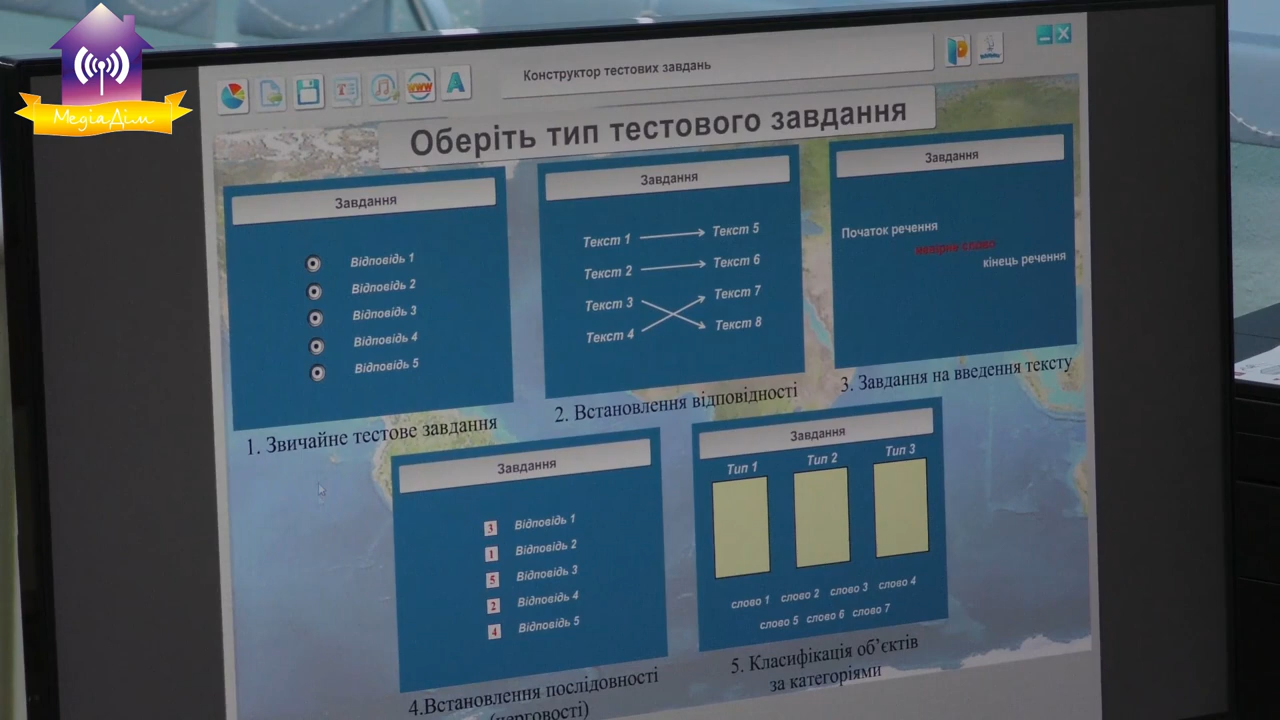 МедіаДім
Конструктор тестових завдань
Оберіть тип тестового завдання
Завдання
Відповідь 1
Відповідь 2
Відповідь 3
Відповідь 4
Відповідь 5
1. Звичайне тестове завдання
Завдання
Текст 1 Текст 5
Текст 2 Текст 6
Текст 3 Текст 7
Текст 4 Текст 8
2. Встановлення відповідності
Завдання
Початок речення
невірне слово
кінець речення
3. Завдання на введення тексту
Завдання
3 Відповідь 1
1 Відповідь 2
5 Відповідь 3
2 Відповідь 4
4 Відповідь 5
4.Встановлення послідовності
(черговості)
Завдання
Тип 1 Тип 2 Тип 3
слово 1 слово 2 слово 3 слово 4
слово 5 слово 6 слово 7
5. Класифікація об’єктів
за категоріями